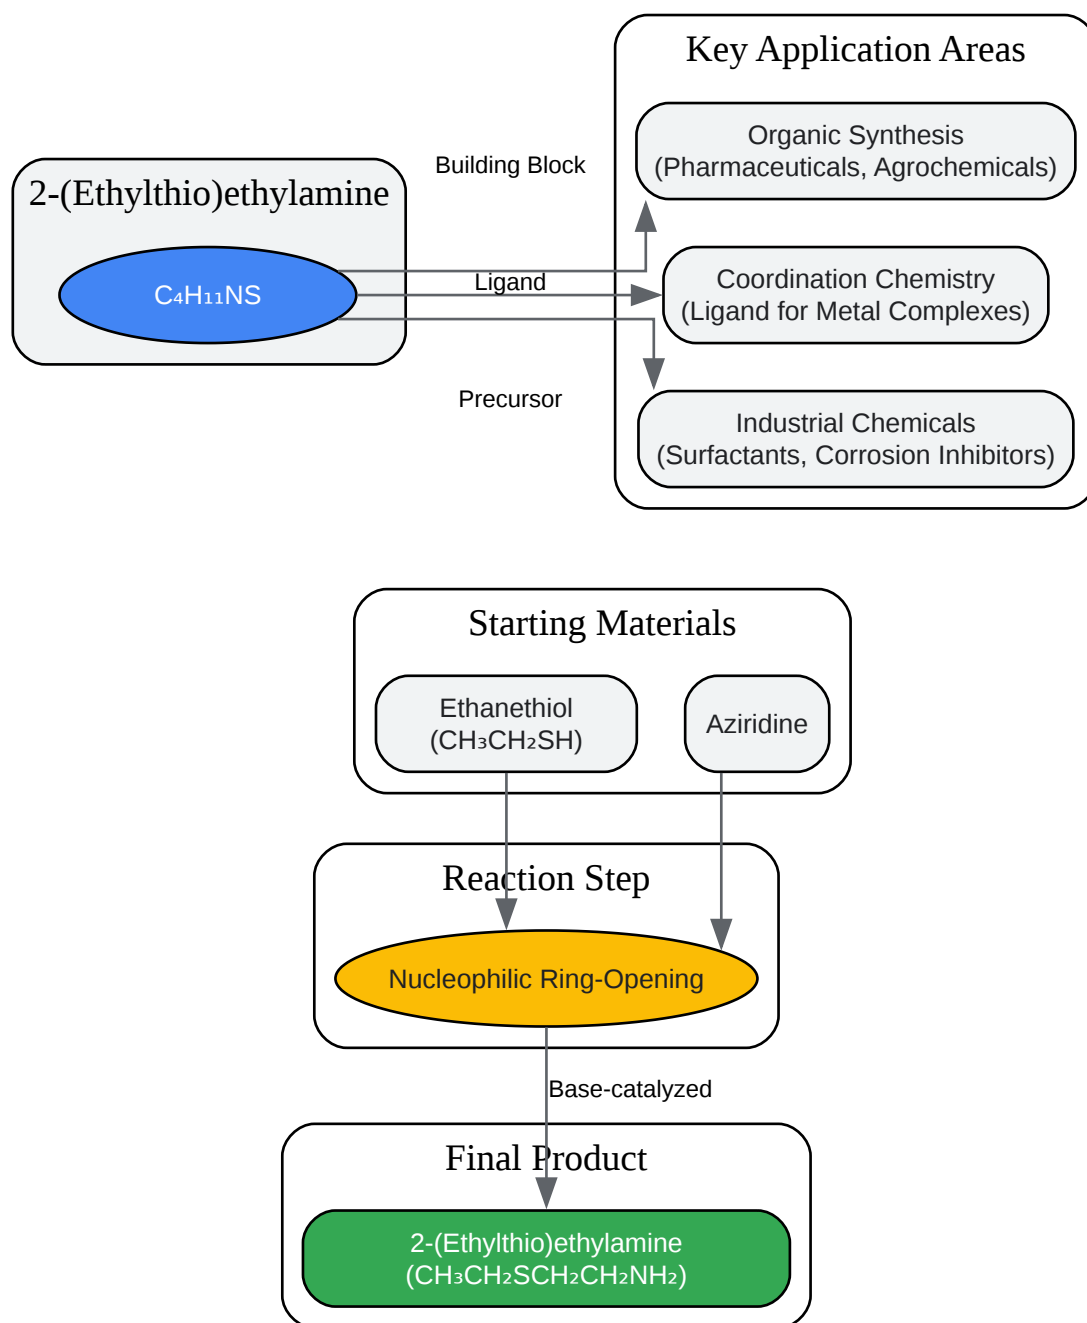 Key Application Areas
Organic Synthesis
(Pharmaceuticals, Agrochemicals)
Building Block
2-(Ethylthio)ethylamine
C₄H₁₁NS
Ligand
Coordination Chemistry
(Ligand for Metal Complexes)
Precursor
Industrial Chemicals
(Surfactants, Corrosion Inhibitors)
Starting Materials
Ethanethiol
(CH₃CH₂SH)
Aziridine
Reaction Step
Nucleophilic Ring-Opening
Base-catalyzed
Final Product
2-(Ethylthio)ethylamine
(CH₃CH₂SCH₂CH₂NH₂)